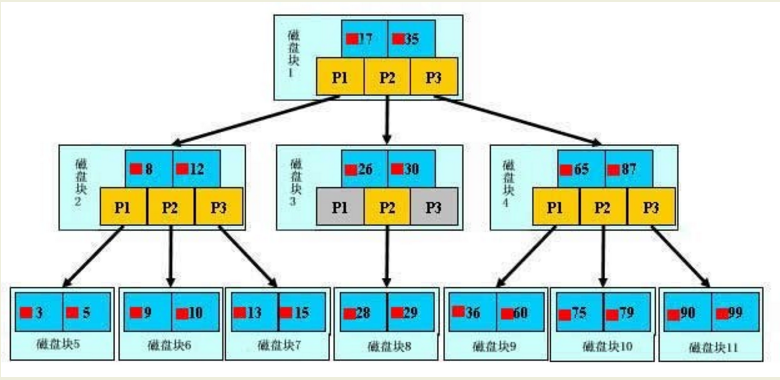 磁盘块1
17 35
P1 P2 P3
磁盘块2
8 12
P1 P2 P3
磁盘块3
26 30
P1 P2 P3
磁盘块4
65 87
P1 P2 P3
3 5
磁盘块5
9 10
磁盘块6
13 15
磁盘块7
28 29
磁盘块8
36 60
磁盘块9
75 79
磁盘块10
90 99
磁盘块11